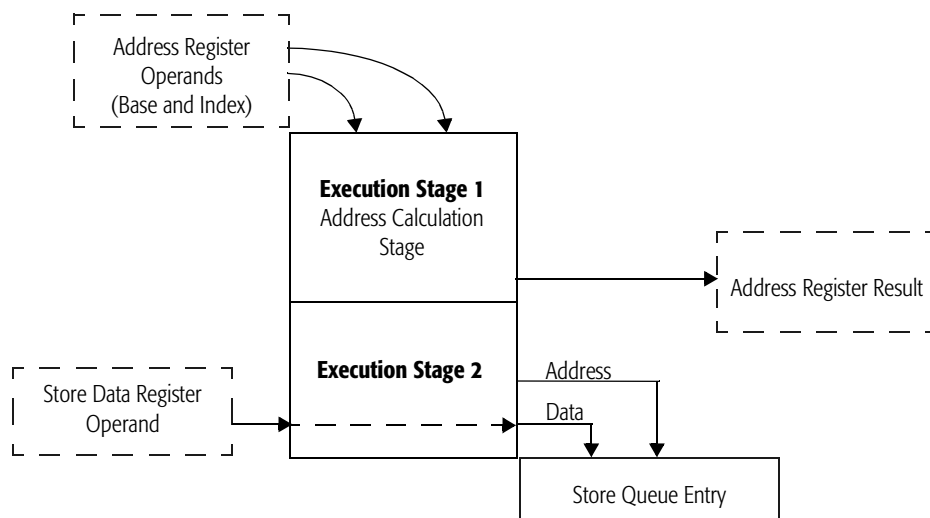 Address Register
Operands
(Base and Index)
Execution Stage 1
Address Calculation
Stage
Address Register Result
Execution Stage 2
Address
Store Data Register
Operand
Data
Store Queue Entry